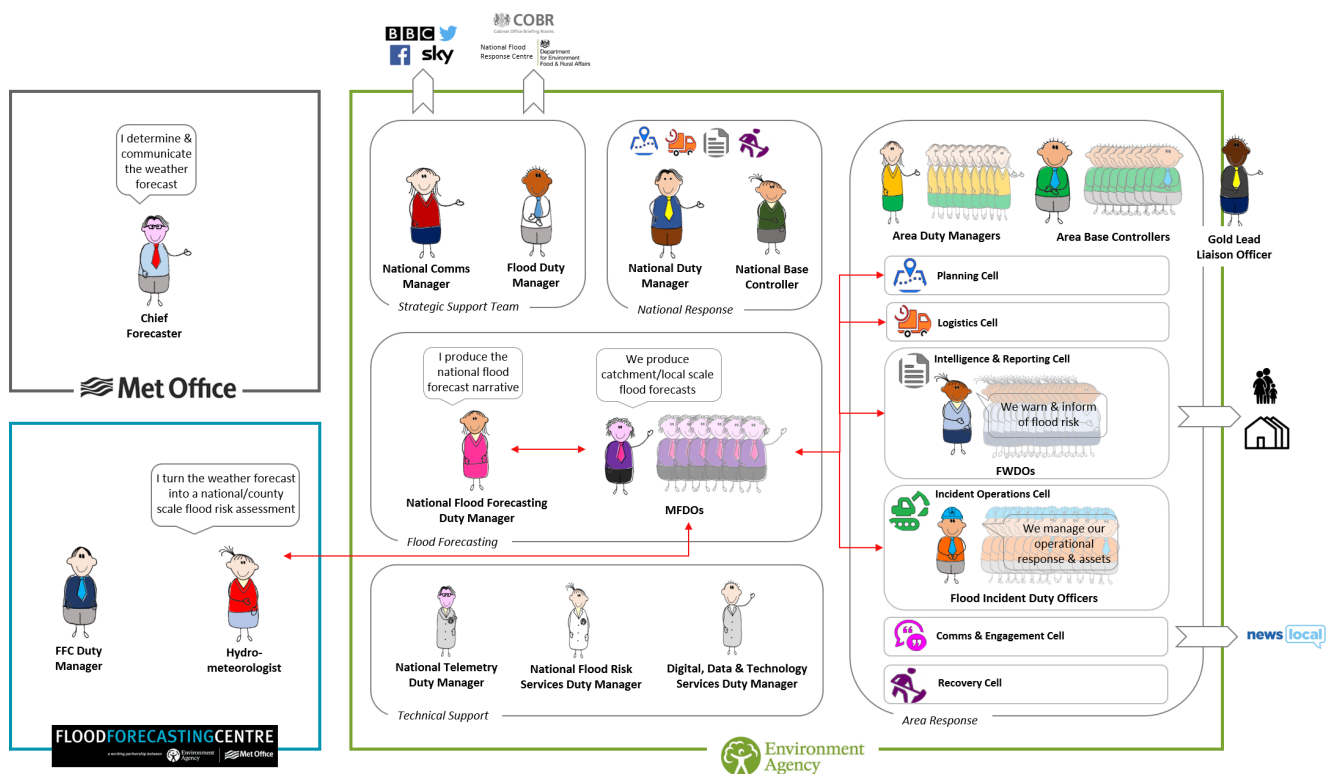 BBC
sky
COBR
Cabinet Office Briefing Rooms
National Flood
Response Centre
Department
for Environment
Food & Rural Affairs
I determine &
communicate
the weather
forecast
Chief
Forecaster
Met Office
I turn the weather forecast
into a national/county
scale flood risk assessment
FFC Duty
Manager
Hydro-
meteorologist
FLOODFORECASTINGCENTRE
a working partnership between
Environment
Agency
Met Office
National Comms
Manager
Flood Duty
Manager
Strategic Support Team
National Duty
Manager
National Base
Controller
National Response
I produce the
national flood
forecast narrative
We produce
catchment/local scale
flood forecasts
National Flood Forecasting
Duty Manager
MFDOs
Flood Forecasting
National Telemetry
Duty Manager
National Flood Risk
Services Duty Manager
Digital, Data & Technology
Services Duty Manager
Technical Support
Area Duty Managers
Area Base Controllers
Gold Lead
Liaison Officer
Planning Cell
Logistics Cell
Intelligence & Reporting Cell
We warn & inform
of flood risk
FWDOs
Incident Operations Cell
We manage our
operational
response & assets
Flood Incident Duty Officers
Comms & Engagement Cell
Recovery Cell
Area Response
news local
Environment
Agency